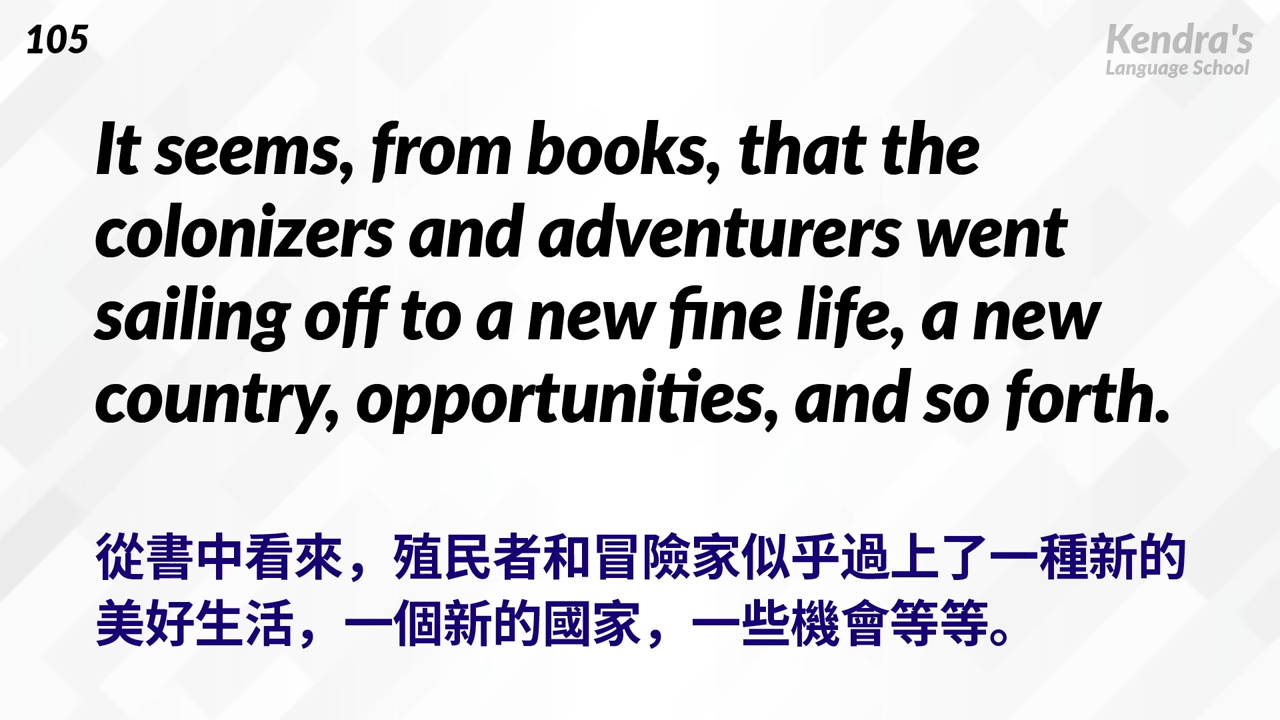 105
Kendra's
Language School
It seems, from books, that the
colonizers and adventurers went
sailing off to a new fine life, a new
country, opportunities, and so forth.
從書中看來，殖民者和冒險家似乎過上了一種新的
美好生活，一個新的國家，一些機會等等。